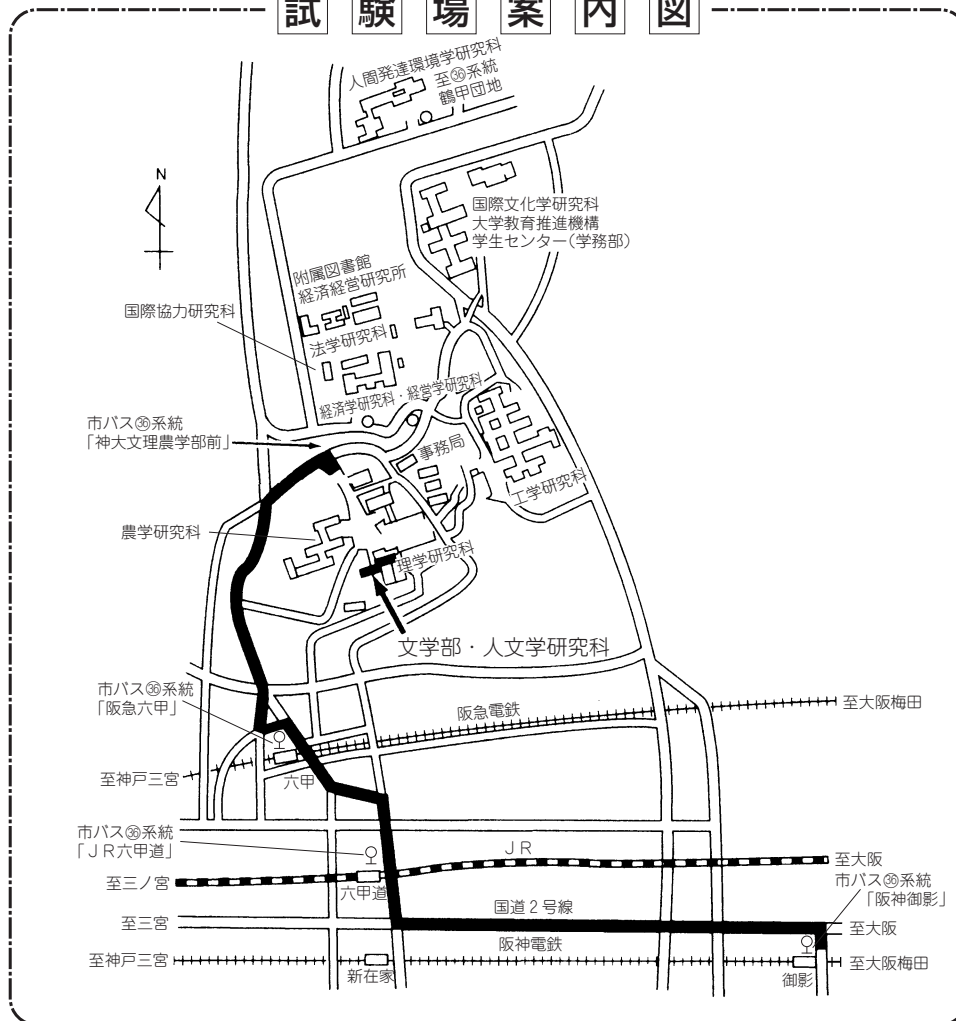 試験場案内図
人間発達環境学研究科
至㊱系統
鶴甲団地
N
国際文化学研究科
大学教育推進機構
学生センター(学務部)
附属図書館
経済経営研究所
国際協力研究科
法学研究科
経済学研究科・経営学研究科
市バス㊱系統
「神大文理農学部前」
事務局
工学研究科
農学研究科
理学研究科
文学部・人文学研究科
市バス㊱系統
「阪急六甲」
阪急電鉄
至大阪梅田
至神戸三宮
六甲
市バス㊱系統
「JR六甲道」
JR
至大阪
至三ノ宮
六甲道
市バス㊱系統
「阪神御影」
国道2号線
至三宮
至大阪
阪神電鉄
至神戸三宮
至大阪梅田
新在家
御影